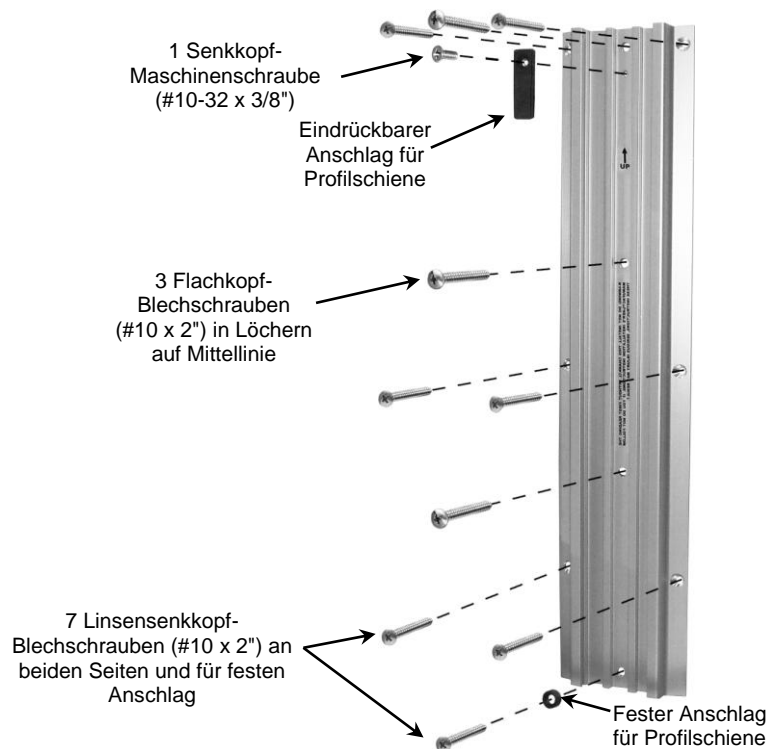 1 Senkkopf-
Maschinenschraube
(#10-32 x 3/8")
Eindrückbarer
Anschlag für
Profilschiene
UP
3 Flachkopf-
Blechschrauben
(#10 x 2") in Löchern
auf Mittellinie
7 Linsensenkkopf-
Blechschrauben (#10 x 2") an
beiden Seiten und für festen
Anschlag
Fester Anschlag
für Profilschiene